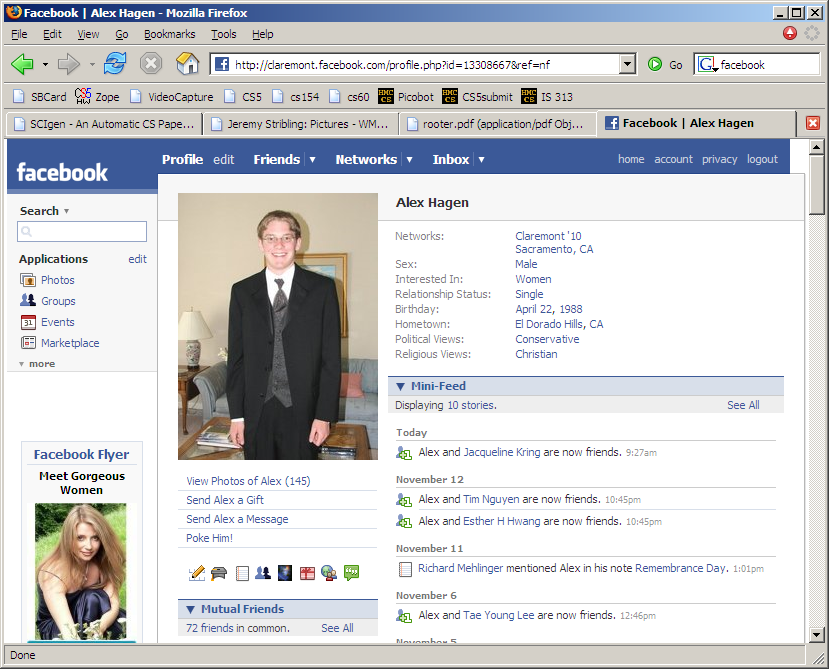 Facebook | Alex Hagen - Mozilla Firefox
File Edit View Go Bookmarks Tools Help
http://claremont.facebook.com/profile.php?id=13308667&ref=nf Go facebook
SBCard Zope VideoCapture CS5 cs154 cs60 Picobot CS5submit IS 313
SCIgen - An Automatic CS Pape... Jeremy Stribling: Pictures - WM... rooter.pdf (application/pdf Obj... Facebook | Alex Hagen
facebook
Profile edit Friends Networks Inbox home account privacy logout
Search
Applications edit
Photos
Groups
31 Events
Marketplace
more
Facebook Flyer
Meet Gorgeous
Women
View Photos of Alex (145)
Send Alex a Gift
Send Alex a Message
Poke Him!
Mutual Friends
72 friends in common. See All
Alex Hagen
Networks: Claremont '10
Sacramento, CA
Sex: Male
Interested In: Women
Relationship Status: Single
Birthday: April 22, 1988
Hometown: El Dorado Hills, CA
Political Views: Conservative
Religious Views: Christian
Mini-Feed
Displaying 10 stories. See All
Today
Alex and Jacqueline Kring are now friends. 9:27am
November 12
Alex and Tim Nguyen are now friends. 10:45pm
Alex and Esther H Hwang are now friends. 10:45pm
November 11
Richard Mehlinger mentioned Alex in his note Remembrance Day. 1:01pm
November 6
Alex and Tae Young Lee are now friends. 12:46pm
November 5
Done